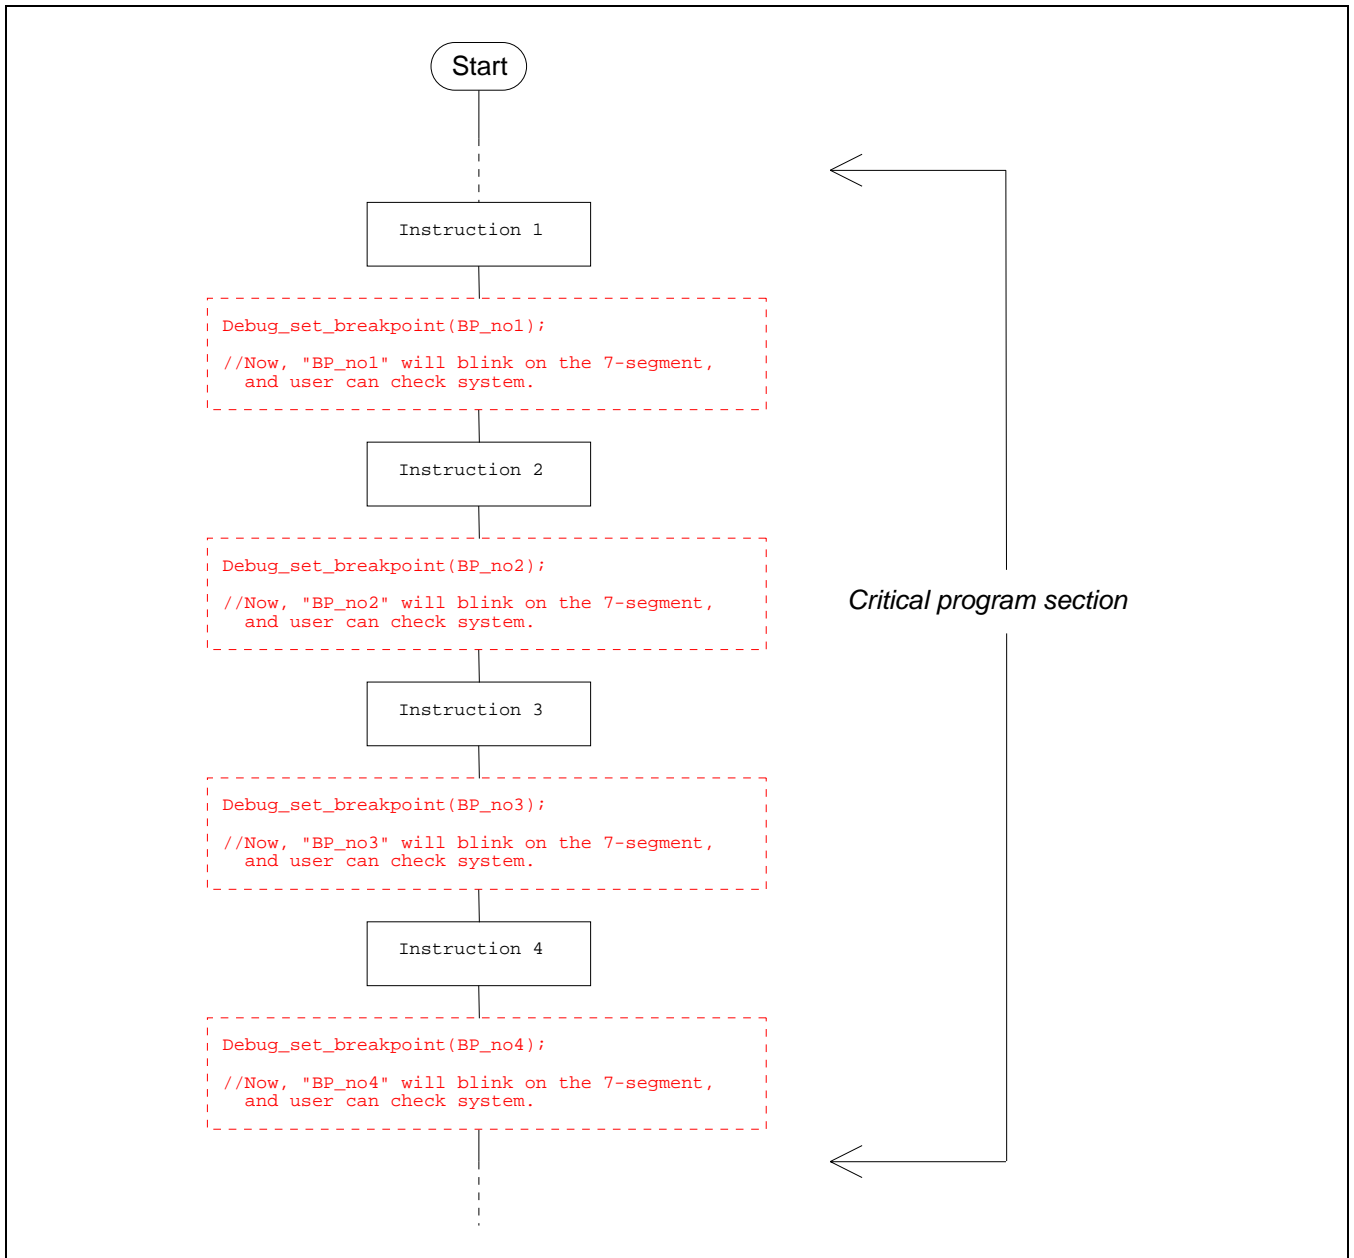 Start
Instruction 1
Debug_set_breakpoint(BP_no1);
//Now, "BP_no1" will blink on the 7-segment,
and user can check system.
Instruction 2
Debug_set_breakpoint(BP_no2);
//Now, "BP_no2" will blink on the 7-segment,
and user can check system.
Critical program section
Instruction 3
Debug_set_breakpoint(BP_no3);
//Now, "BP_no3" will blink on the 7-segment,
and user can check system.
Instruction 4
Debug_set_breakpoint(BP_no4);
//Now, "BP_no4" will blink on the 7-segment,
and user can check system.